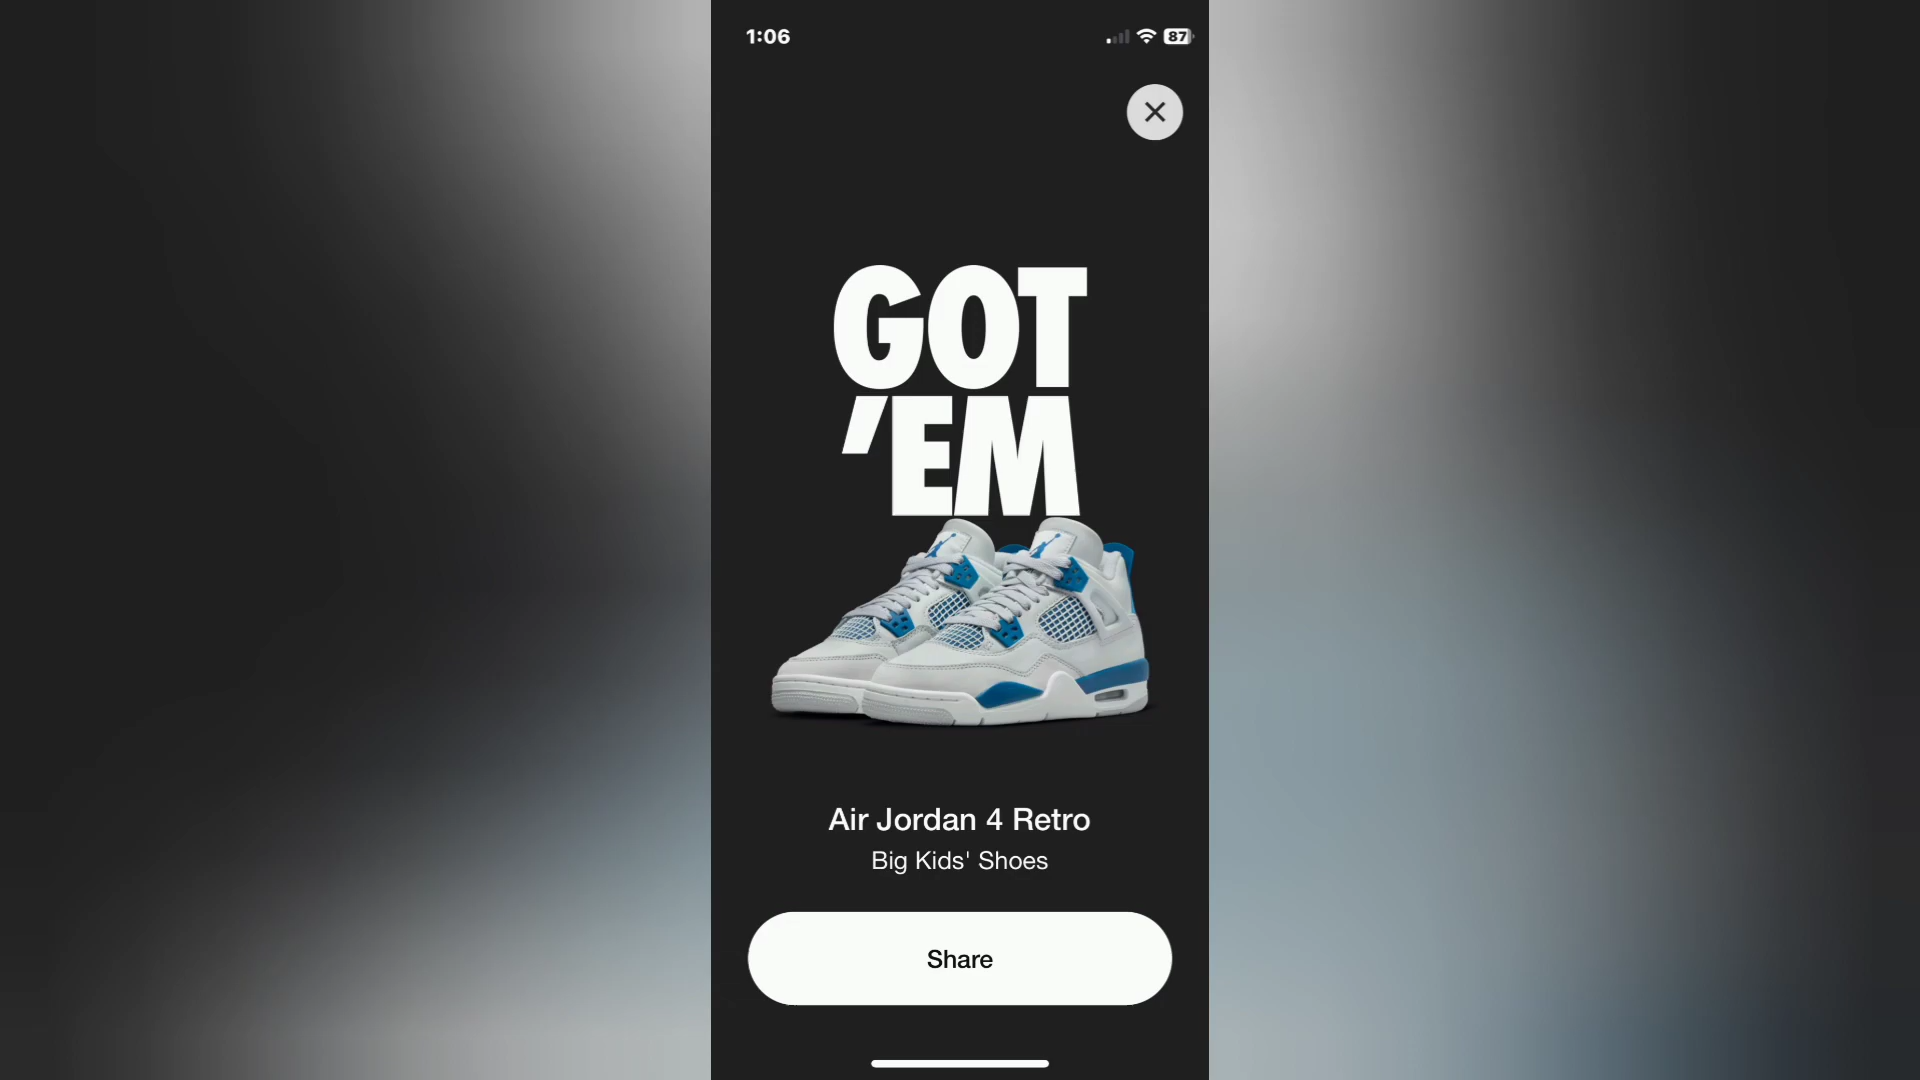 1:06
87
GOT
'EM
Air Jordan 4 Retro
Big Kids' Shoes
Share